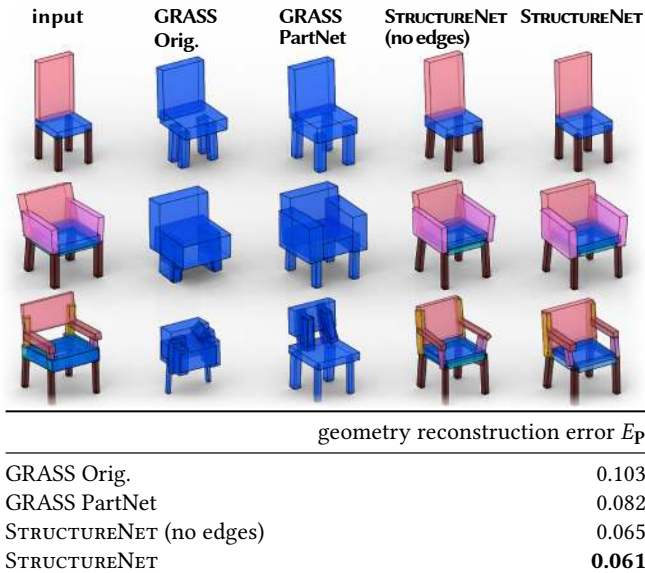 input GRASS GRASS STRUCTURENET STRUCTURENET
Orig. PartNet (no edges)
geometry reconstruction error EP
GRASS Orig. 0.103
GRASS PartNet 0.082
STRUCTURENET (no edges) 0.065
STRUCTURENET 0.061